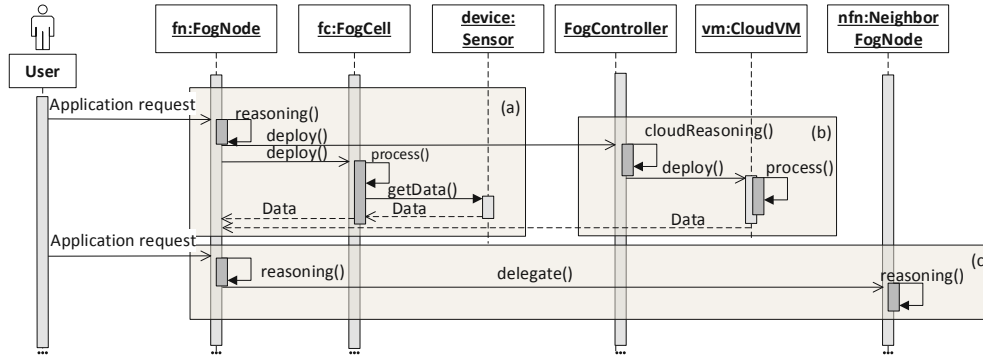 fn:FogNode
fc:FogCell
device:
Sensor
FogController
vm:CloudVM
nfn:Neighbor
FogNode
User
Application request
reasoning()
(a)
deploy()
deploy()
process()
getData()
Data
Data
cloudReasoning()
(b)
deploy()
process()
Data
Application request
reasoning()
delegate()
(c
reasoning()
...
...
...
...
...